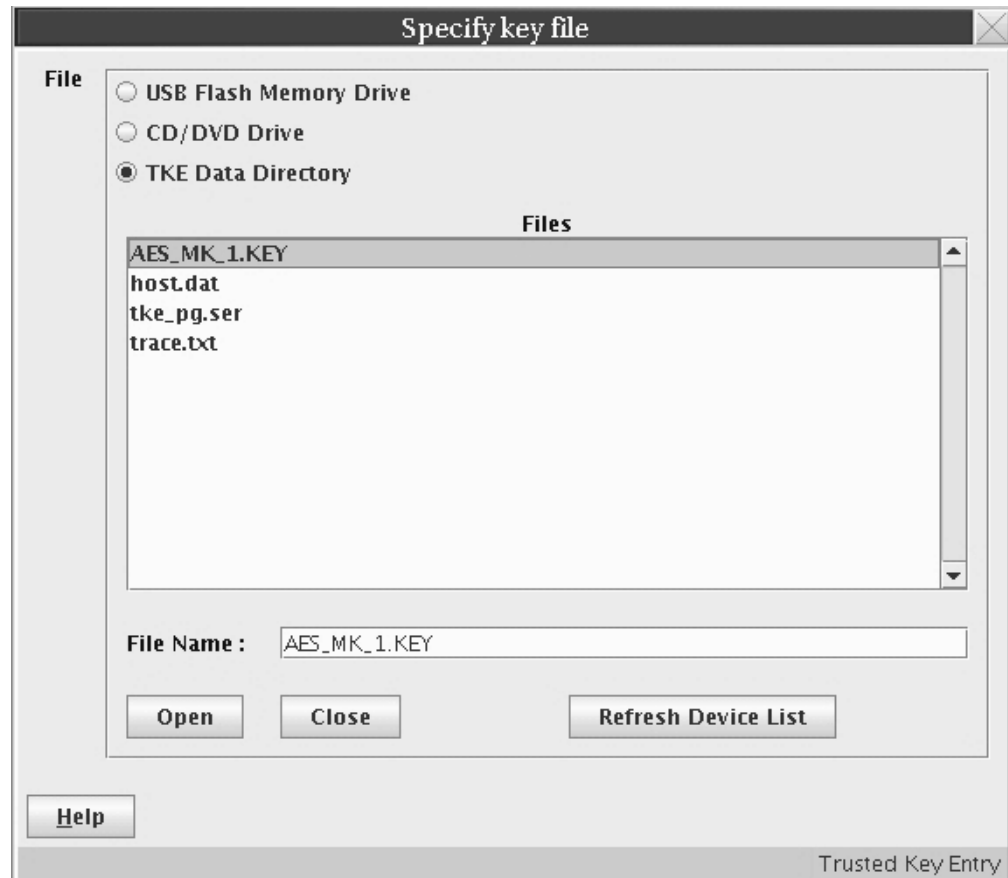 Specify key file
File
USB Flash Memory Drive
CD/DVD Drive
TKE Data Directory
Files
AES_MK_1.KEY
host.dat
tke_pg.ser
trace.txt
File Name :
AES_MK_1.KEY
Open
Close
Refresh Device List
Help
Trusted Key Entry